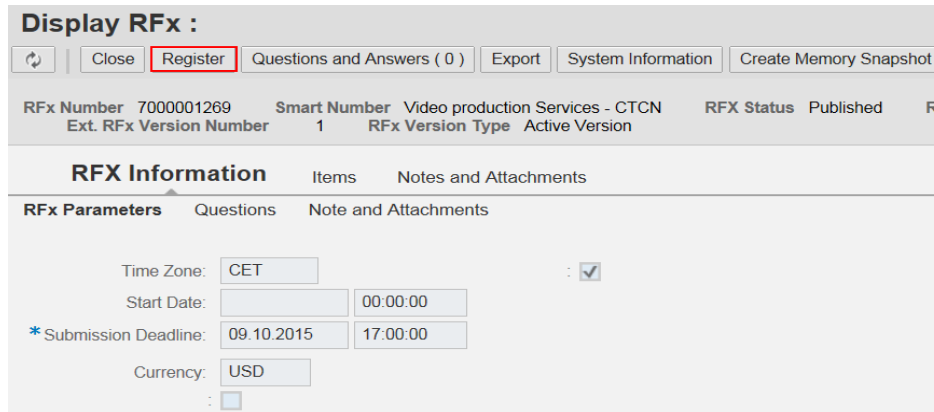 Display RFx :
Close Register Questions and Answers ( 0 ) Export System Information Create Memory Snapshot
RFx Number 7000001269 Smart Number Video production Services - CTCN RFX Status Published R
Ext. RFx Version Number 1 RFx Version Type Active Version
RFX Information Items Notes and Attachments
RFx Parameters Questions Note and Attachments
Time Zone: CET :
Start Date: 00:00:00
* Submission Deadline: 09.10.2015 17:00:00
Currency: USD
: